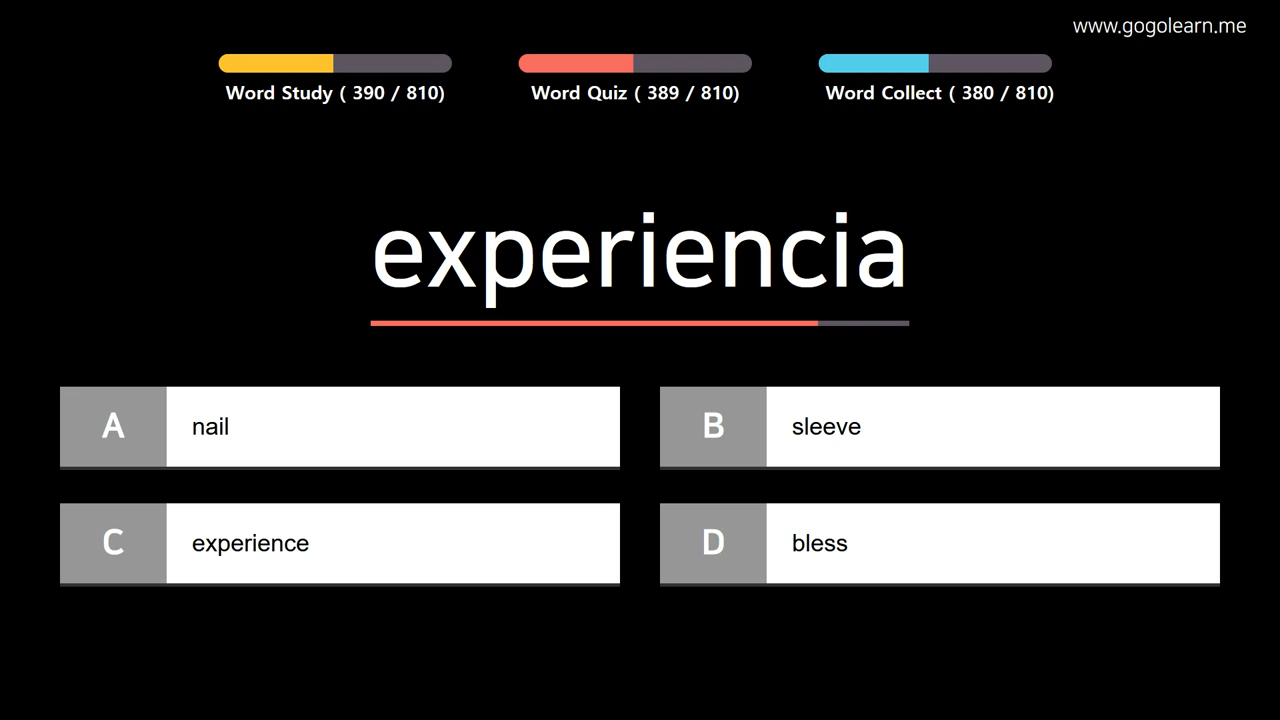 www.gogolearn.me
Word Study ( 390 / 810)
Word Quiz ( 389 / 810)
Word Collect ( 380 / 810)
experiencia
A nail
B sleeve
C experience
D bless